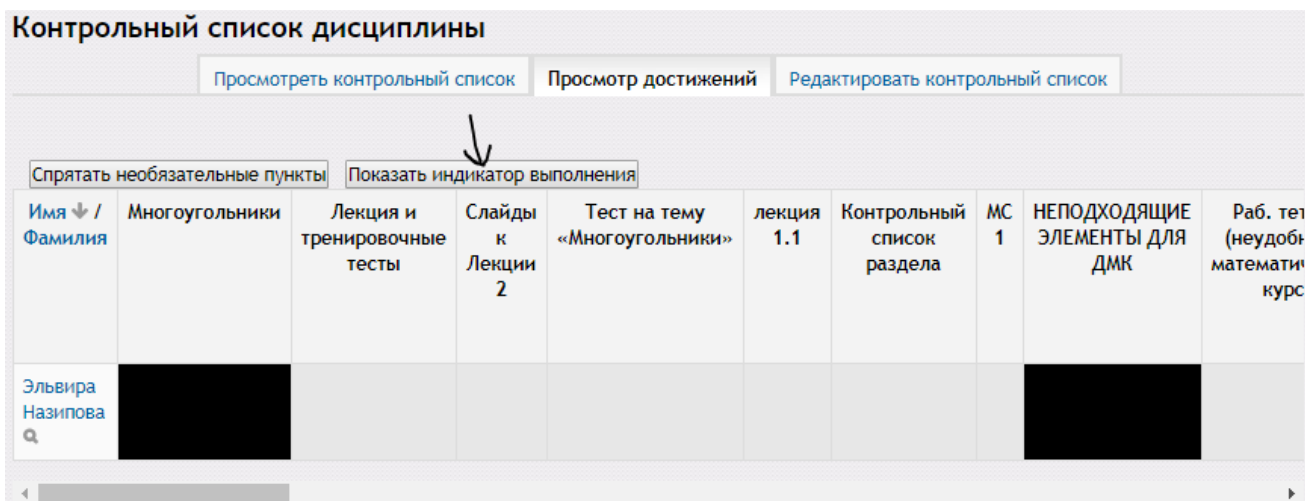 Контрольный список дисциплины
Просмотреть контрольный список
Просмотр достижений
Редактировать контрольный список
Спрятать необязательные пункты
Показать индикатор выполнения
Имя /
Фамилия
Многоугольники
Лекция и
тренировочные
тесты
Слайды
к
Лекции
2
Тест на тему
«Многоугольники»
лекция
1.1
Контрольный
список
раздела
МС
1
НЕПОДХОДЯЩИЕ
ЭЛЕМЕНТЫ ДЛЯ
ДМК
Раб.
курс
Эльвира
Назипова